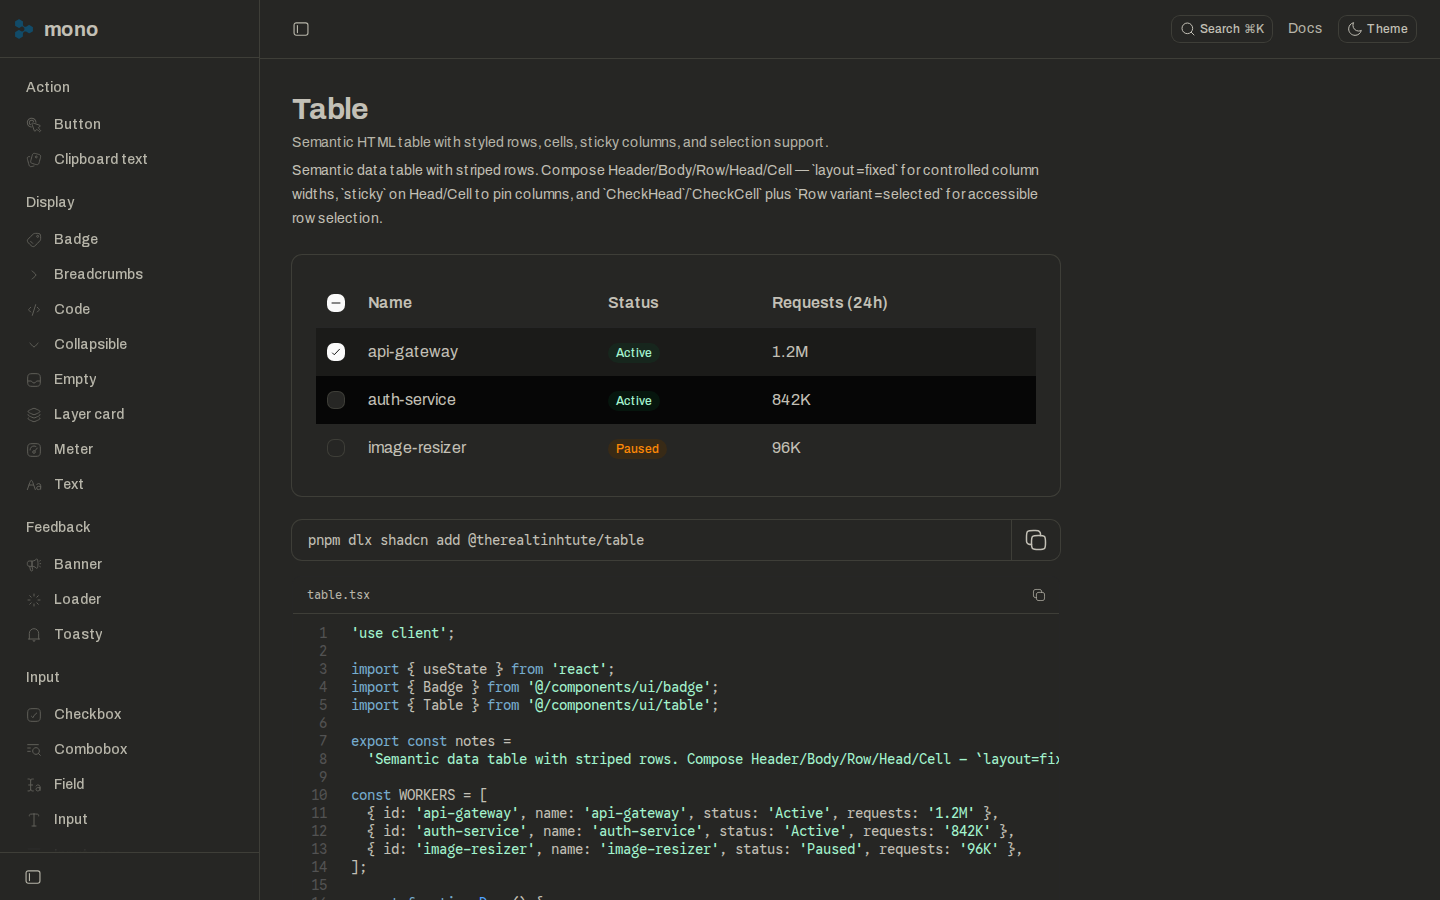 mono
Search ⌘K
Docs
Theme
Action
Button
Clipboard text
Display
Badge
Breadcrumbs
Code
Collapsible
Empty
Layer card
Meter
Text
Feedback
Banner
Loader
Toasty
Input
Checkbox
Combobox
Field
Input
Table
Semantic HTML table with styled rows, cells, sticky columns, and selection support.
Semantic data table with striped rows. Compose Header/Body/Row/Head/Cell — `layout=fixed` for controlled column
widths, `sticky` on Head/Cell to pin columns, and `CheckHead`/`CheckCell` plus `Row variant=selected` for accessible
row selection.
Name Status Requests (24h)
api-gateway Active 1.2M
auth-service Active 842K
image-resizer Paused 96K
pnpm dlx shadcn add @therealtinhtute/table
table.tsx
1 'use client';
2
3 import { useState } from 'react';
4 import { Badge } from '@/components/ui/badge';
5 import { Table } from '@/components/ui/table';
6
7 export const notes =
8 'Semantic data table with striped rows. Compose Header/Body/Row/Head/Cell — `layout=fix
9
10 const WORKERS = [
11 { id: 'api-gateway', name: 'api-gateway', status: 'Active', requests: '1.2M' },
12 { id: 'auth-service', name: 'auth-service', status: 'Active', requests: '842K' },
13 { id: 'image-resizer', name: 'image-resizer', status: 'Paused', requests: '96K' },
14 ];
15